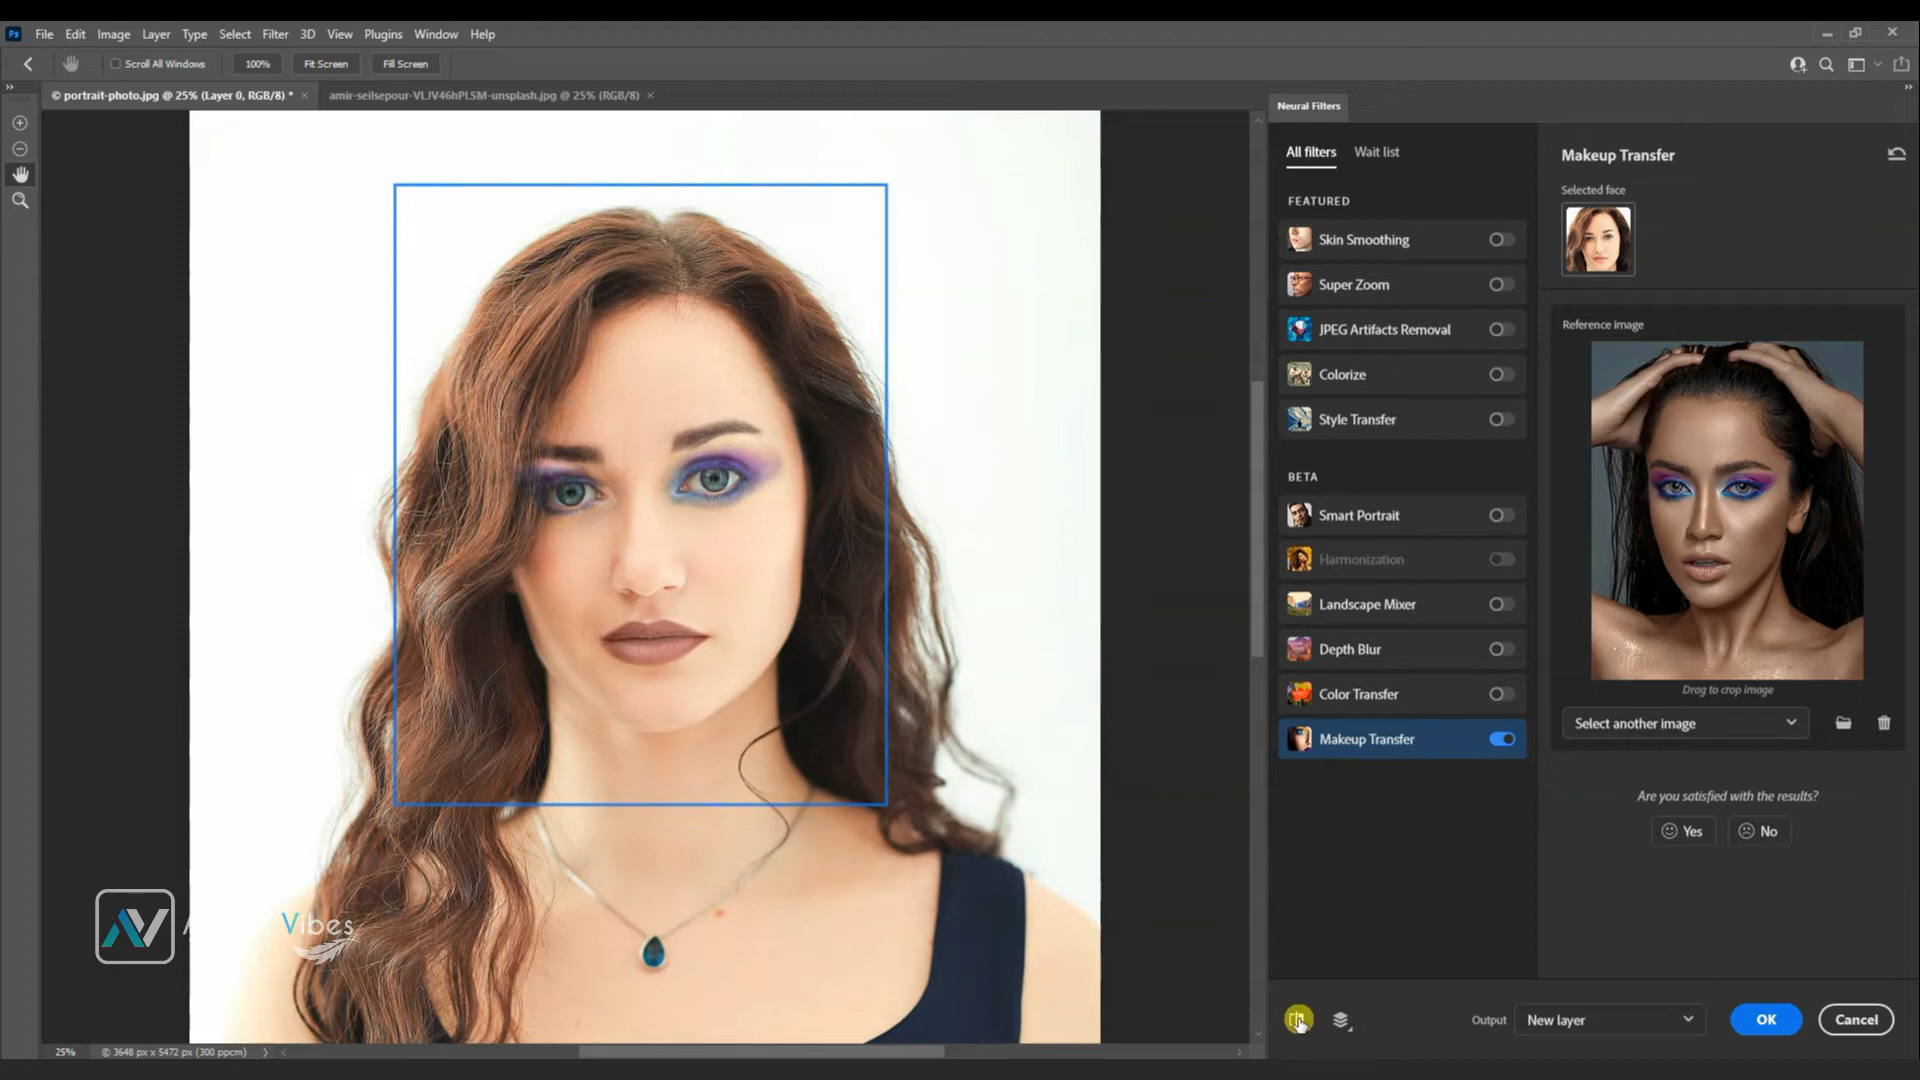 Ps File Edit Image Layer Type Select Filter 3D View Plugins Window Help
Scroll All Windows 100% Fit Screen Fill Screen
© portrait-photo.jpg @ 25% (Layer 0, RGB/8) * × amir-seilsepour-VLJV46hPLSM-unsplash.jpg @ 25% (RGB/8) ×
Neural Filters
All filters Wait list
FEATURED
Skin Smoothing
Super Zoom
JPEG Artifacts Removal
Colorize
Style Transfer
BETA
Smart Portrait
Harmonization
Landscape Mixer
Depth Blur
Color Transfer
Makeup Transfer
Makeup Transfer
Selected face
Reference image
Drag to crop image
Select another image
Are you satisfied with the results?
Yes No
Output New layer OK Cancel
AV Vibes
25% © 3648 px x 5472 px (300 ppcm)